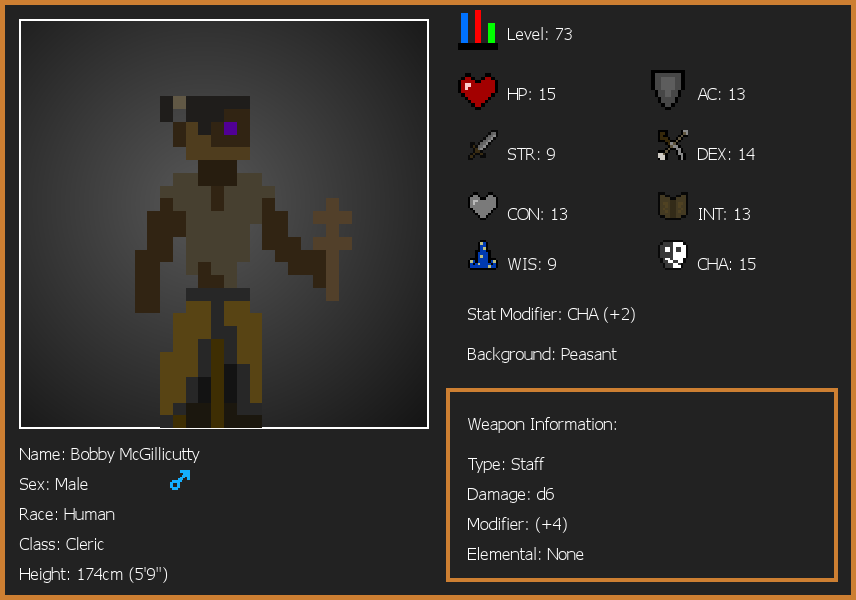 Level: 73
HP: 15
AC: 13
STR: 9
DEX: 14
CON: 13
INT: 13
WIS: 9
CHA: 15
Stat Modifier: CHA (+2)
Background: Peasant
Weapon Information:
Type: Staff
Damage: d6
Modifier: (+4)
Elemental: None
Name: Bobby McGillicutty
Sex: Male
Race: Human
Class: Cleric
Height: 174cm (5'9")